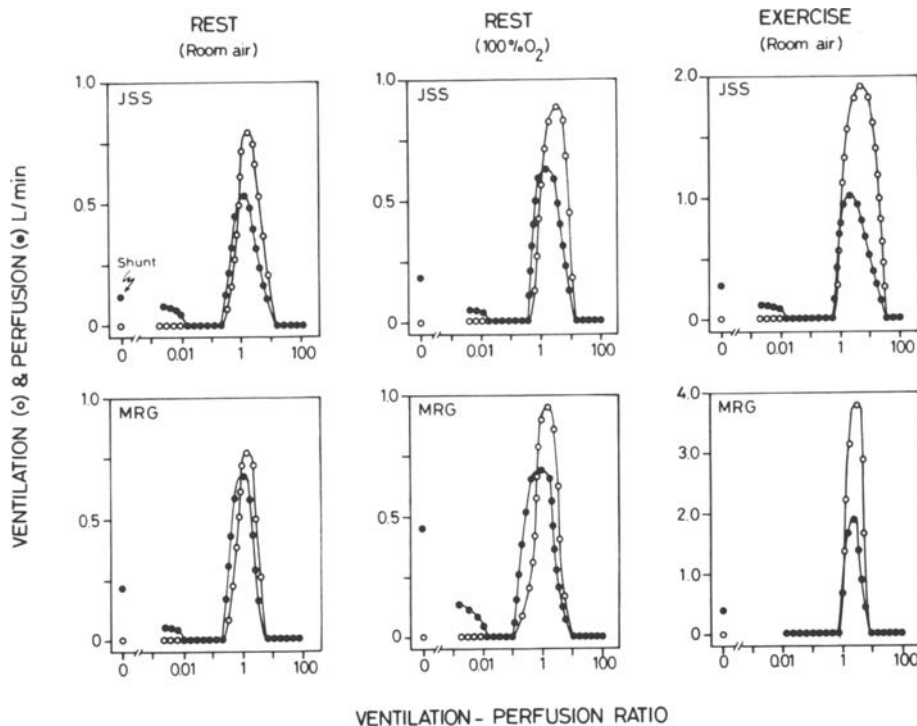 REST
(Room air)
REST
(100%O2)
EXERCISE
(Room air)
VENTILATION (o) & PERFUSION (●) L/min
1.0
0.5
0
JSS
Shunt
0 0.01 1 100
1.0
0.5
0
JSS
0 0.01 1 100
2.0
1.0
0
JSS
0 0.01 1 100
1.0
0.5
0
MRG
0 0.01 1 100
1.0
0.5
0
MRG
0 0.01 1 100
4.0
3.0
2.0
1.0
0
MRG
0 0.01 1 100
VENTILATION - PERFUSION RATIO